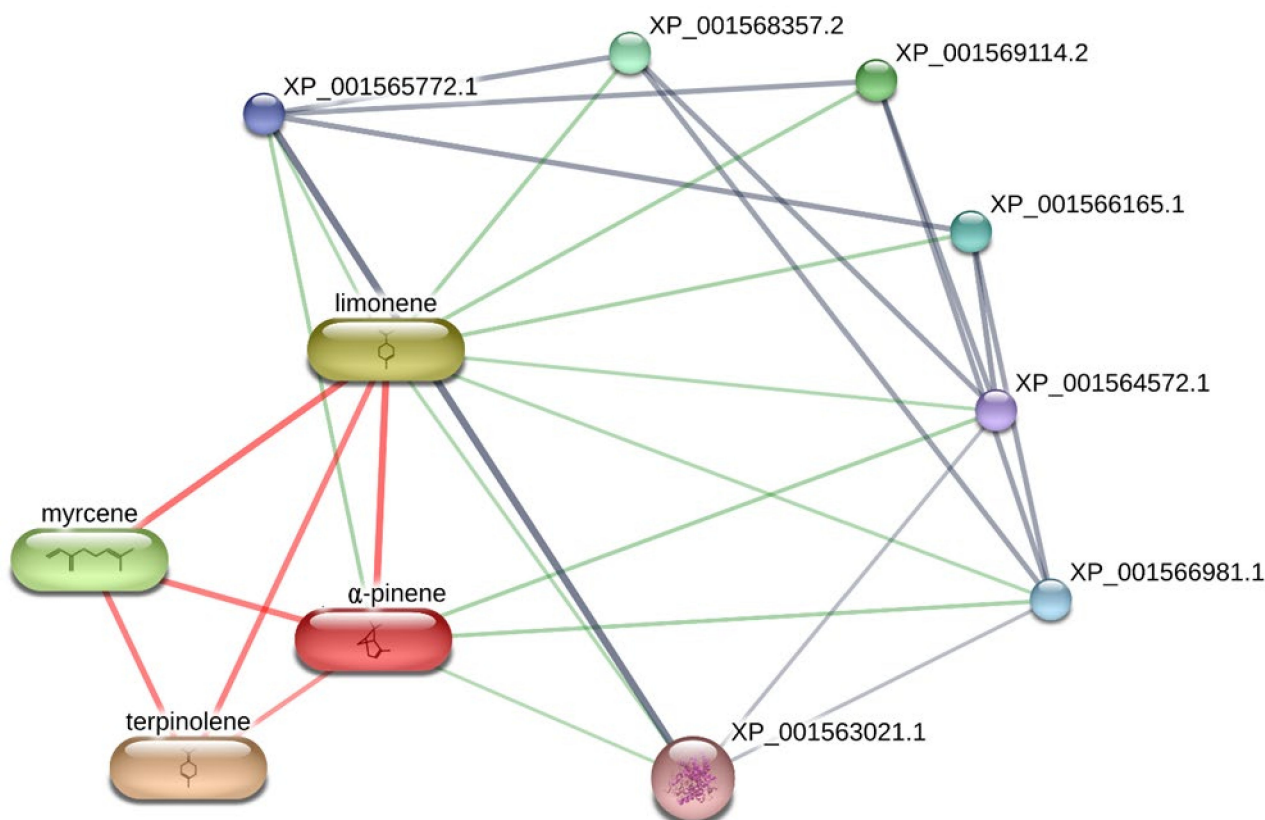 XP_001568357.2
XP_001569114.2
XP_001565772.1
XP_001566165.1
limonene
XP_001564572.1
myrcene
XP_001566981.1
α-pinene
terpinolene
XP_001563021.1